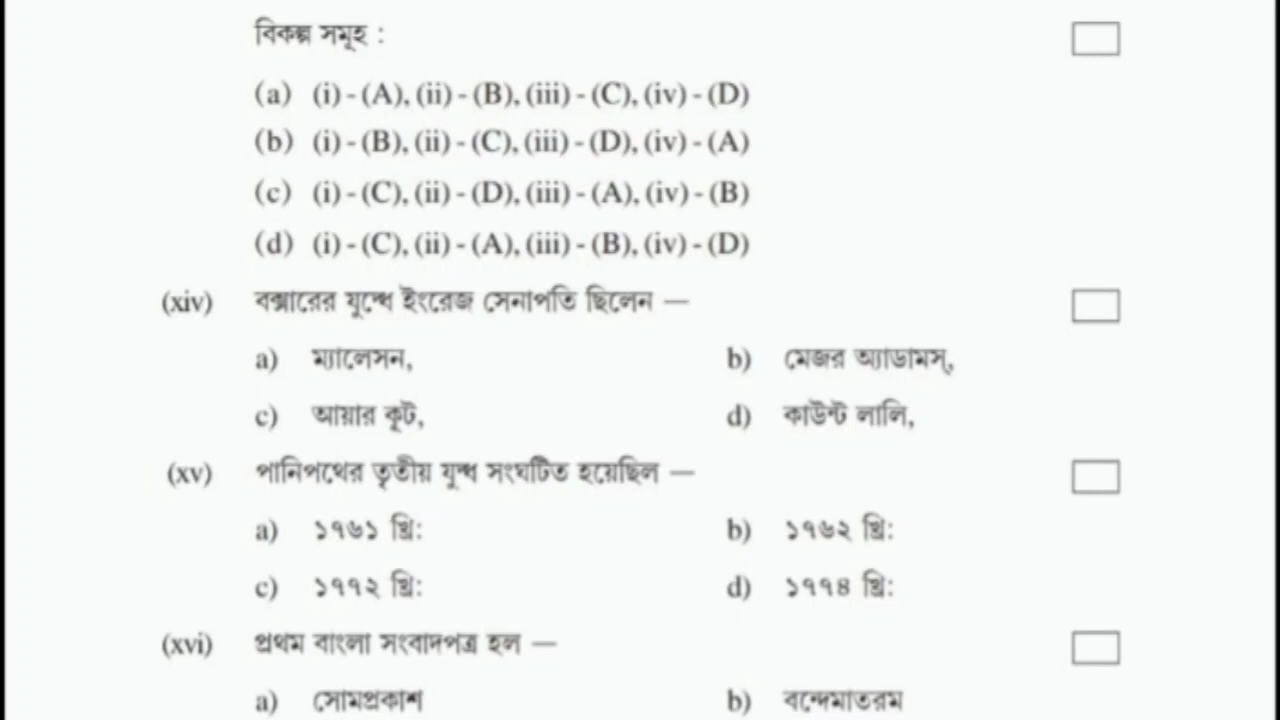 বিকল্প সমূহ :
(a) (i) - (A), (ii) - (B), (iii) - (C), (iv) - (D)
(b) (i) - (B), (ii) - (C), (iii) - (D), (iv) - (A)
(c) (i) - (C), (ii) - (D), (iii) - (A), (iv) - (B)
(d) (i) - (C), (ii) - (A), (iii) - (B), (iv) - (D)
(xiv) বক্সারের যুদ্ধে ইংরেজ সেনাপতি ছিলেন —
a) ম্যালেসন, b) মেজর অ্যাডামস্,
c) আয়ার কূট, d) কাউন্ট লালি,
(xv) পানিপথের তৃতীয় যুদ্ধ সংঘটিত হয়েছিল —
a) ১৭৬১ খ্রি: b) ১৭৬২ খ্রি:
c) ১৭৭২ খ্রি: d) ১৭৭৪ খ্রি:
(xvi) প্রথম বাংলা সংবাদপত্র হল —
a) সোমপ্রকাশ b) বন্দেমাতরম